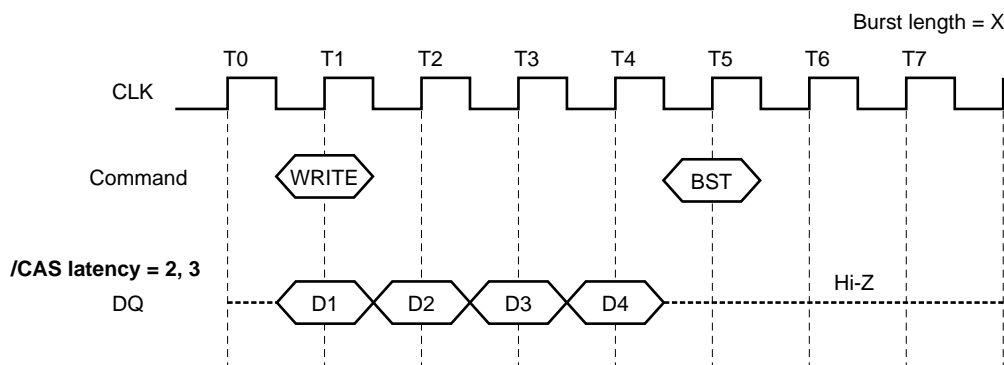 Burst length = X
T0 T1 T2 T3 T4 T5 T6 T7
CLK
Command WRITE BST
/CAS latency = 2, 3
Hi-Z
DQ D1 D2 D3 D4